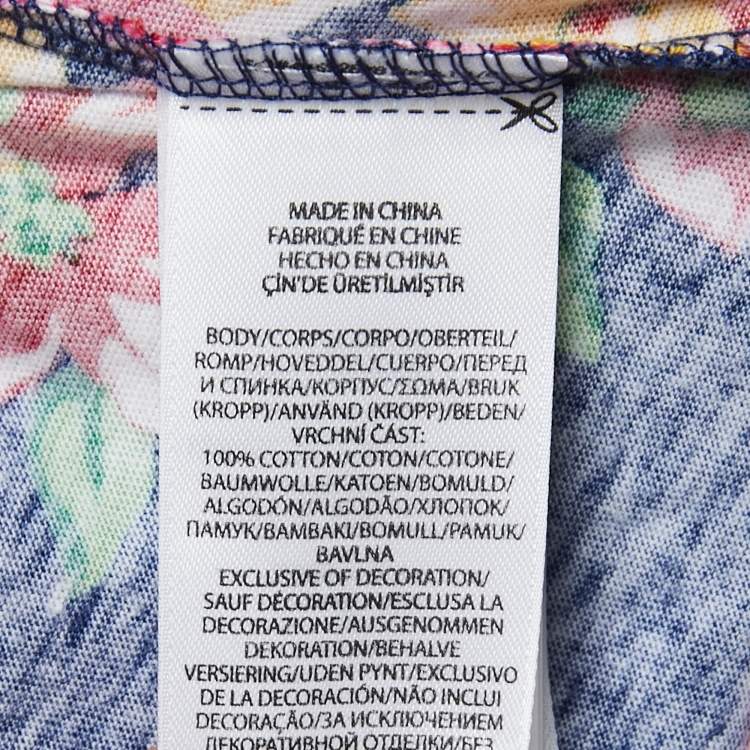 MADE IN CHINA
FABRIQUÉ EN CHINE
HECHO EN CHINA
ÇİN'DE ÜRETİLMİŞTİR
BODY/CORPS/CORPO/OBERTEIL/
ROMP/HOVEDDEL/CUERPO/ПЕРЕД
И СПИНКА/КОРПУС/ΣΩΜΑ/BRUK
(KROPP)/ANVÄND (KROPP)/BEDEN/
VRCHNÍ ČÁST:
100% COTTON/COTON/COTONE/
BAUMWOLLE/KATOEN/BOMULD/
ALGODÓN/ALGODÃO/ХЛОПОК/
ПАМУК/ΒΑΜΒΑΚΙ/BOMULL/PAMUK/
BAVLNA
EXCLUSIVE OF DECORATION/
SAUF DÉCORATION/ESCLUSA LA
DECORAZIONE/AUSGENOMMEN
DEKORATION/BEHALVE
VERSIERING/UDEN PYNT/EXCLUSIVO
DE LA DECORACIÓN/NÃO INCLUI
DECORAÇÃO/ЗА ИСКЛЮЧЕНИЕМ
ДЕКОРАТИВНОЙ ОТДЕЛКИ/БЕЗ